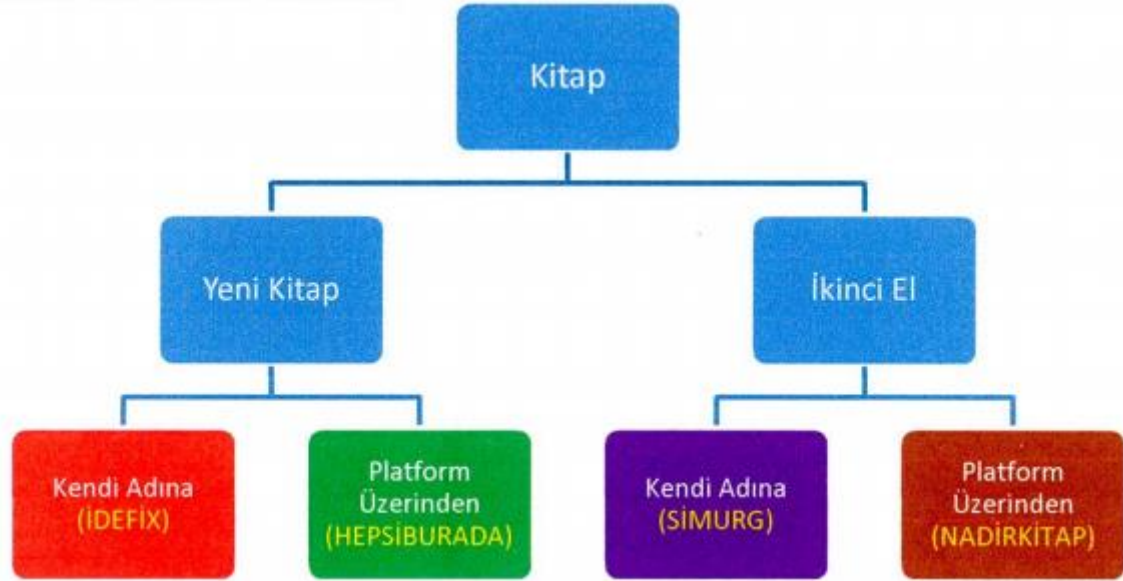 Kitap
Yeni Kitap
İkinci El
Kendi Adına
(İDEFİX)
Platform
Üzerinden
(HEPSİBURADA)
Kendi Adına
(SİMURG)
Platform
Üzerinden
(NADİRKİTAP)